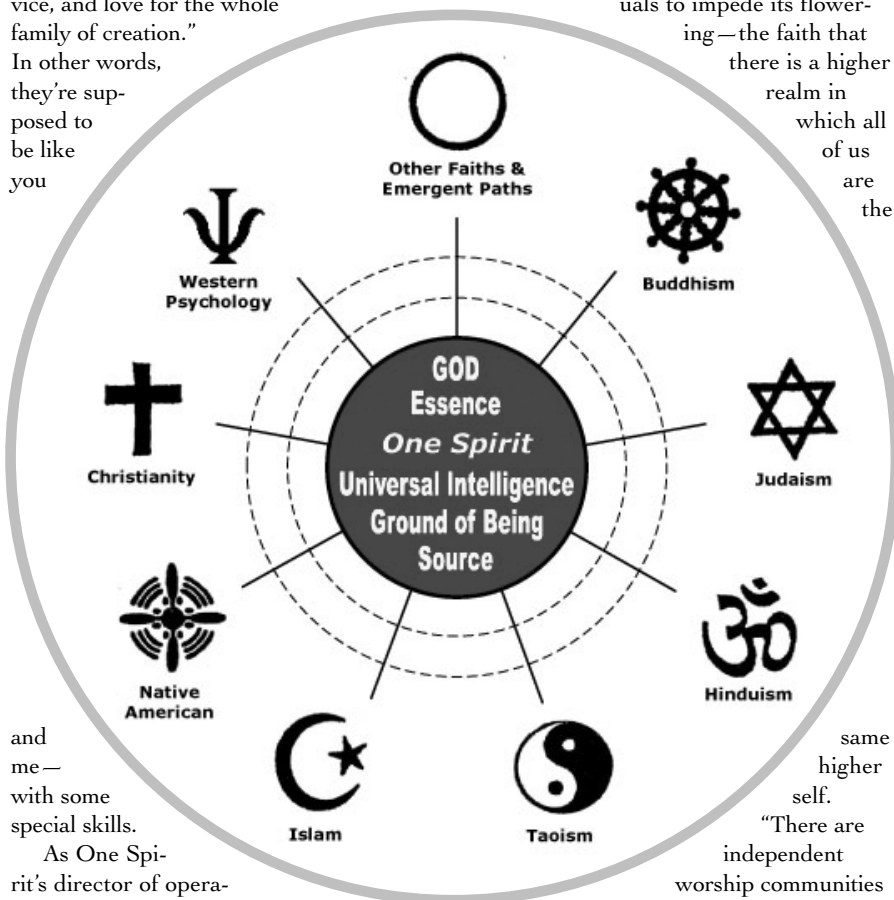 vice, and love for the whole
family of creation."
In other words,
they're sup-
posed to
be like
you
and
me—
with some
special skills.
As One Spi-
rit's director of opera-
uals to impede its flower-
ing—the faith that
there is a higher
realm in
which all
of us
are
the
same
higher
self.
"There are
independent
worship communities
Other Faiths &
Emergent Paths
Buddhism
Judaism
Hinduism
Taoism
Islam
Native
American
Christianity
Western
Psychology
GOD
Essence
One Spirit
Universal Intelligence
Ground of Being
Source